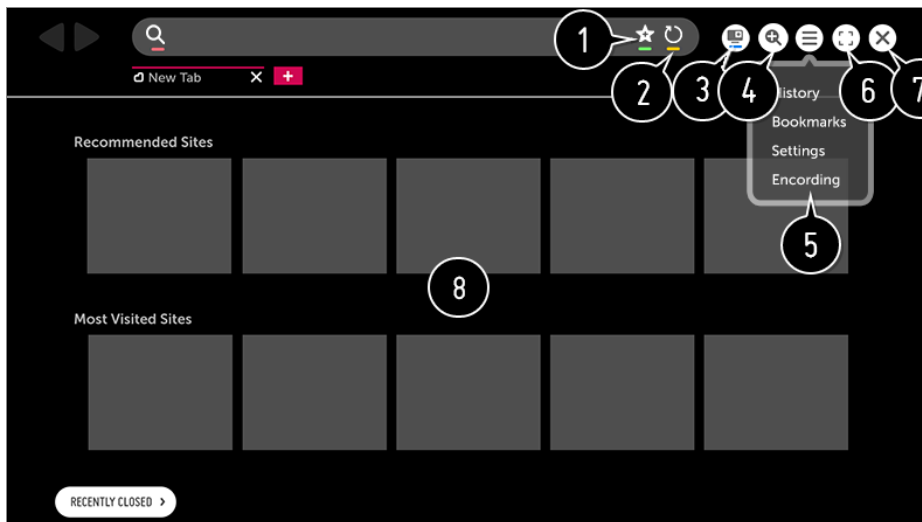 1
2
3
4
6
7
New Tab
+
History
Bookmarks
Settings
Encording
5
Recommended Sites
8
Most Visited Sites
RECENTLY CLOSED >